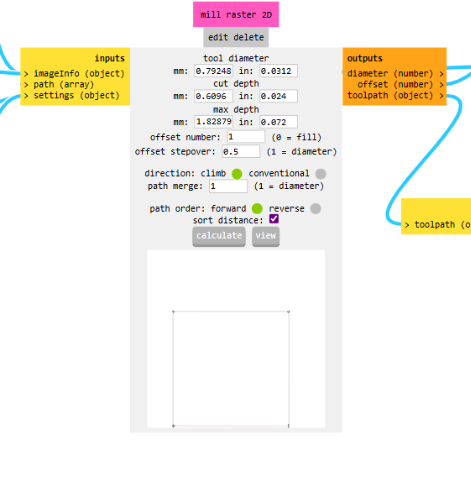 mill raster 2D
edit delete
inputs
> imageInfo (object)
> path (array)
> settings (object)
tool diameter
mm: 0.79248 in: 0.0312
cut depth
mm: 0.6096 in: 0.024
max depth
mm: 1.82879 in: 0.072
offset number: 1 (0 = fill)
offset stepover: 0.5 (1 = diameter)
direction: climb conventional
path merge: 1 (1 = diameter)
path order: forward reverse
sort distance:
calculate view
outputs
diameter (number) >
offset (number) >
toolpath (object) >
> toolpath (o